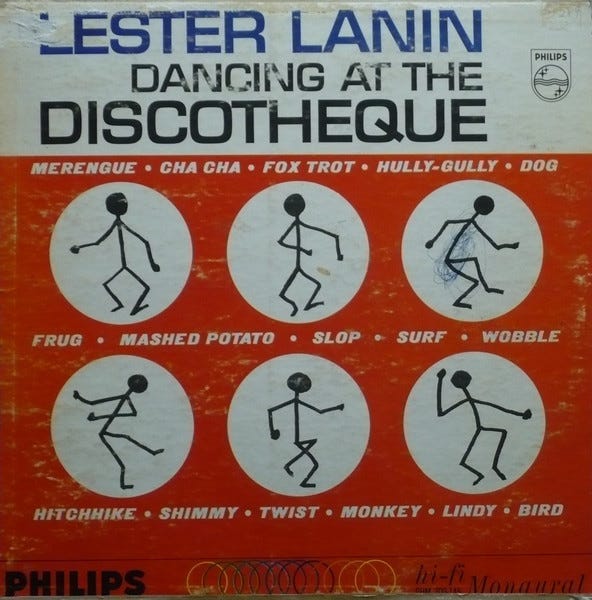 LESTER LANIN
PHILIPS
DANCING AT THE
DISCOTHEQUE
MERENGUE • CHA CHA • FOX TROT • HULLY-GULLY • DOG
FRUG • MASHED POTATO • SLOP • SURF • WOBBLE
HITCHHIKE • SHIMMY • TWIST • MONKEY • LINDY • BIRD
PHILIPS
hi-fi
Monaural